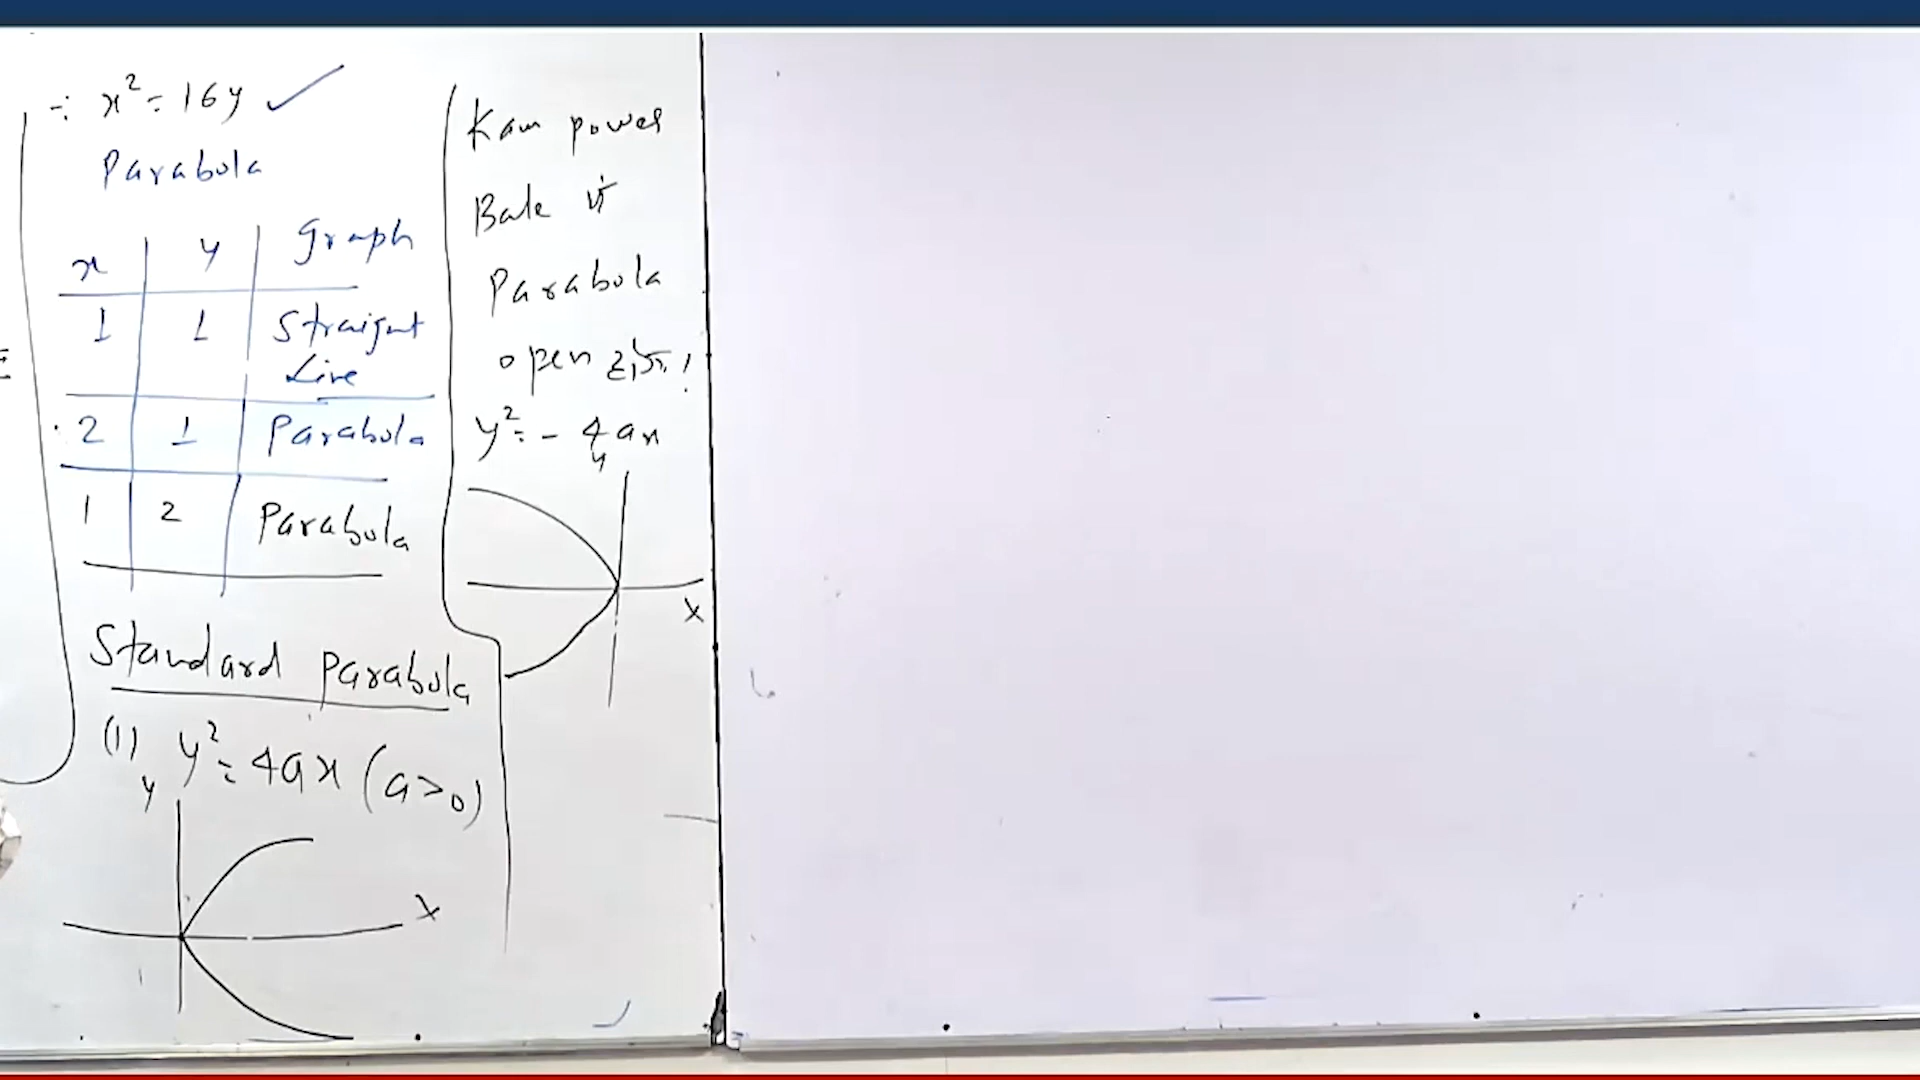 ÷ x² = 16y ✓
Parabola
x y Graph
1 1 Straight
Line
2 1 Parabola
1 2 Parabola
Standard Parabola
(1) y² = 4ax (a>0)
y
x
Kam power
Bale में
Parabola
open होगा!
y² = - 4ax
y
x